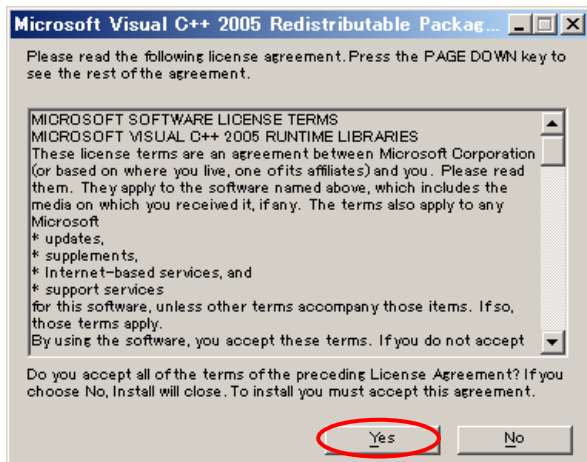 Microsoft Visual C++ 2005 Redistributable Packag...
Please read the following license agreement. Press the PAGE DOWN key to
see the rest of the agreement.
MICROSOFT SOFTWARE LICENSE TERMS
MICROSOFT VISUAL C++ 2005 RUNTIME LIBRARIES
These license terms are an agreement between Microsoft Corporation
(or based on where you live, one of its affiliates) and you. Please read
them. They apply to the software named above, which includes the
media on which you received it, if any. The terms also apply to any
Microsoft
* updates,
* supplements,
* Internet-based services, and
* support services
for this software, unless other terms accompany those items. If so,
those terms apply.
By using the software, you accept these terms. If you do not accept
Do you accept all of the terms of the preceding License Agreement? If you
choose No, Install will close. To install you must accept this agreement.
Yes No